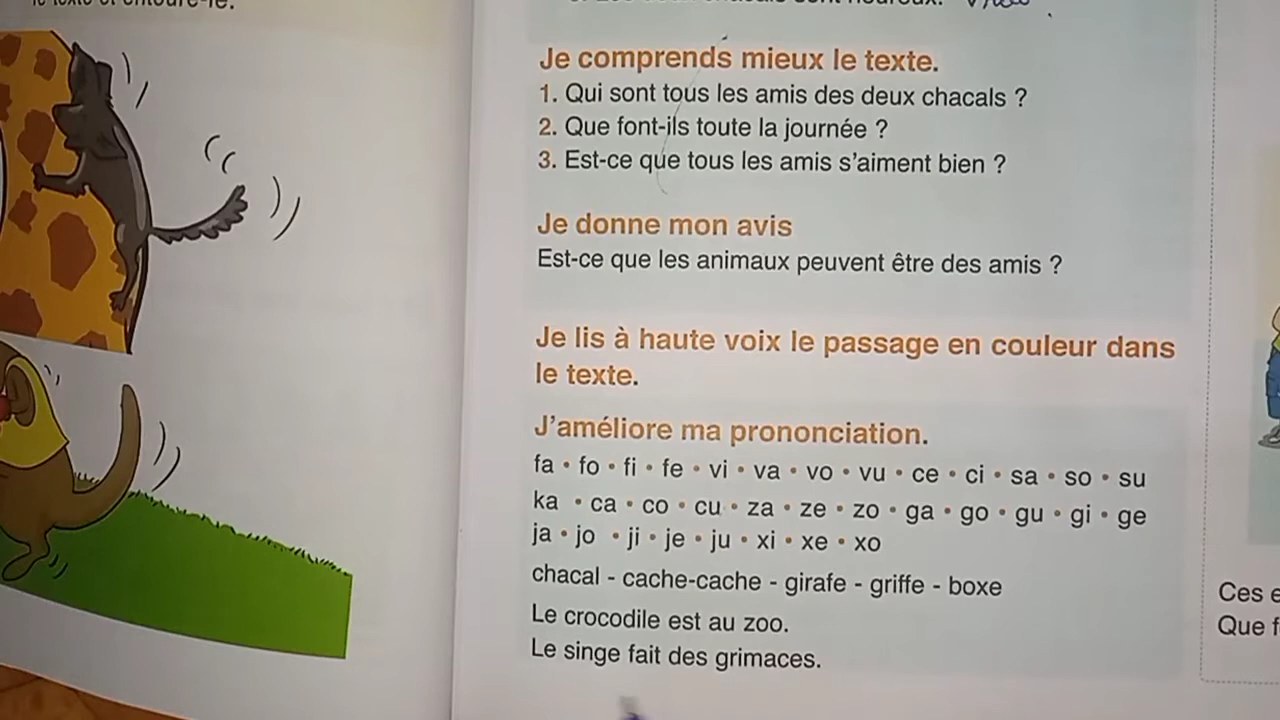 le texte et entoure-le.
Je comprends mieux le texte.
1. Qui sont tous les amis des deux chacals ?
2. Que font-ils toute la journée ?
3. Est-ce que tous les amis s'aiment bien ?
Je donne mon avis
Est-ce que les animaux peuvent être des amis ?
Je lis à haute voix le passage en couleur dans
le texte.
J'améliore ma prononciation.
fa • fo • fi • fe • vi • va • vo • vu • ce • ci • sa • so • su
ka • ca • co • cu • za • ze • zo • ga • go • gu • gi • ge
ja • jo • ji • je • ju • xi • xe • xo
chacal - cache-cache - girafe - griffe - boxe
Le crocodile est au zoo.
Le singe fait des grimaces.
Ces
Que